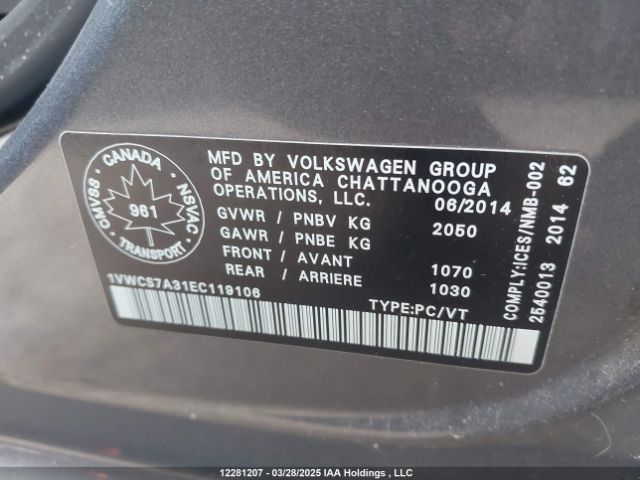 CANADA
CMVSS
NSVAC
961
TRANSPORT
MFD BY VOLKSWAGEN GROUP
OF AMERICA CHATTANOOGA
OPERATIONS, LLC. 06/2014
GVWR / PNBV KG 2050
GAWR / PNBE KG
FRONT / AVANT 1070
REAR / ARRIERE 1030
1VWCS7A31EC119106
TYPE:PC/VT
COMPLY:ICES/NMB-002
2540013 2014 62
12281207 -- 03/28/2025 IAA Holdings , LLC